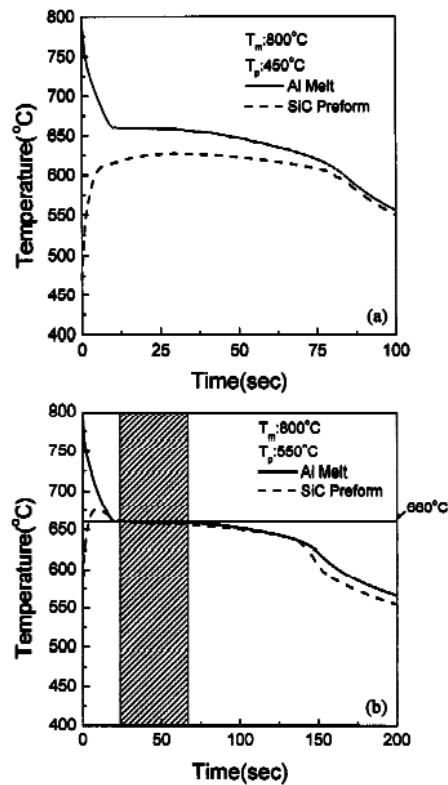 800
750
700
650
600
550
500
450
400
Temperature(°C)
Tm:800°C
Tp:450°C
Al Melt
SiC Preform
(a)
0 25 50 75 100
Time(sec)
800
750
700
650
600
550
500
450
400
Temperature(°C)
Tm:800°C
Tp:550°C
Al Melt
SiC Preform
660°C
(b)
0 50 100 150 200
Time(sec)